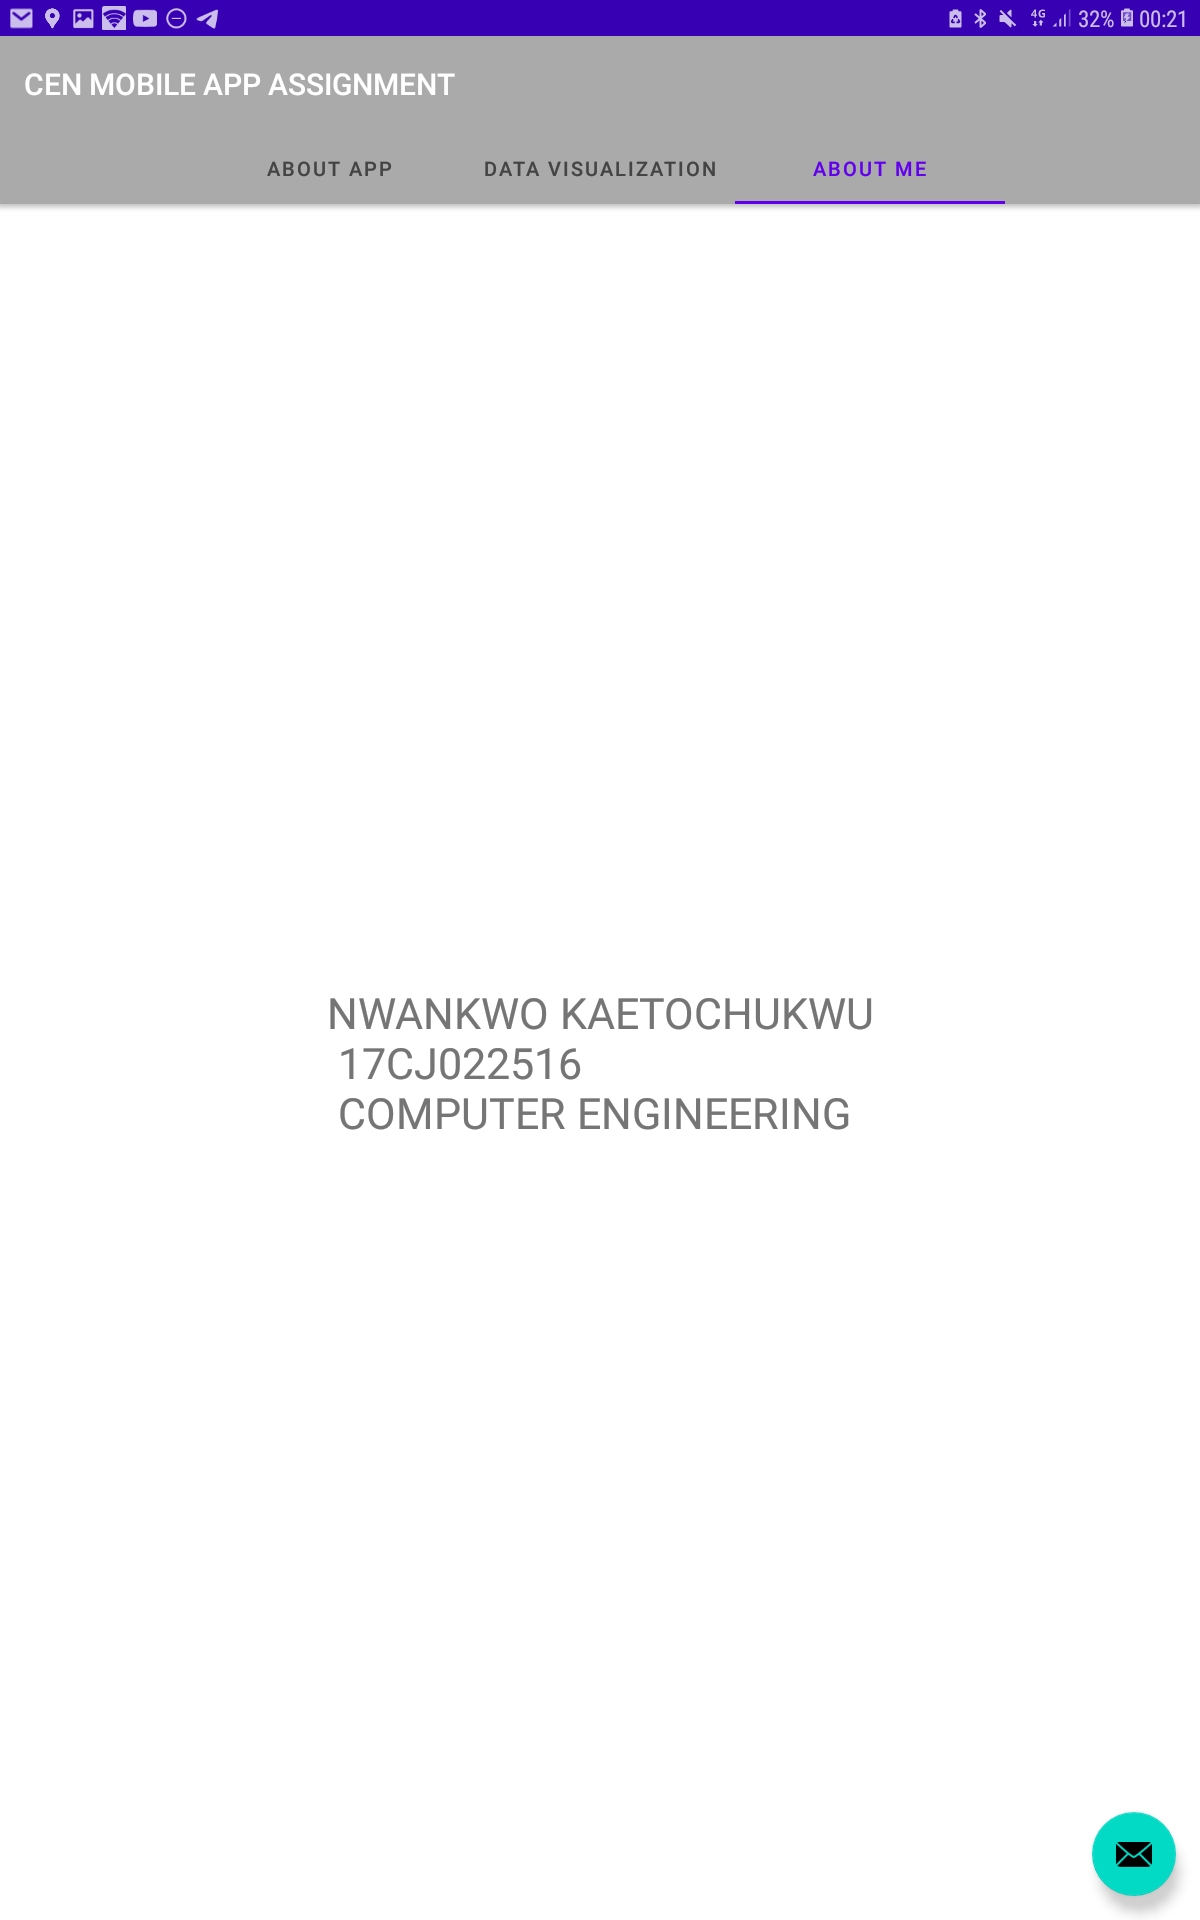 4G 32% 00:21
CEN MOBILE APP ASSIGNMENT
ABOUT APP DATA VISUALIZATION ABOUT ME
NWANKWO KAETOCHUKWU
17CJ022516
COMPUTER ENGINEERING